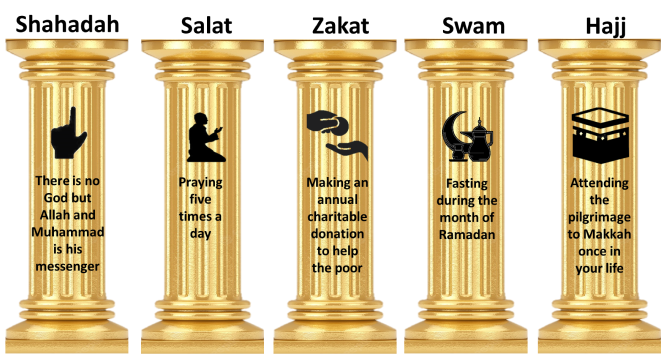 Shahadah
There is no
God but
Allah and
Muhammad
is his
messenger
Salat
Praying
five
times a
day
Zakat
Making an
annual
charitable
donation
to help
the poor
Swam
Fasting
during the
month of
Ramadan
Hajj
Attending
the
pilgrimage
to Makkah
once in
your life